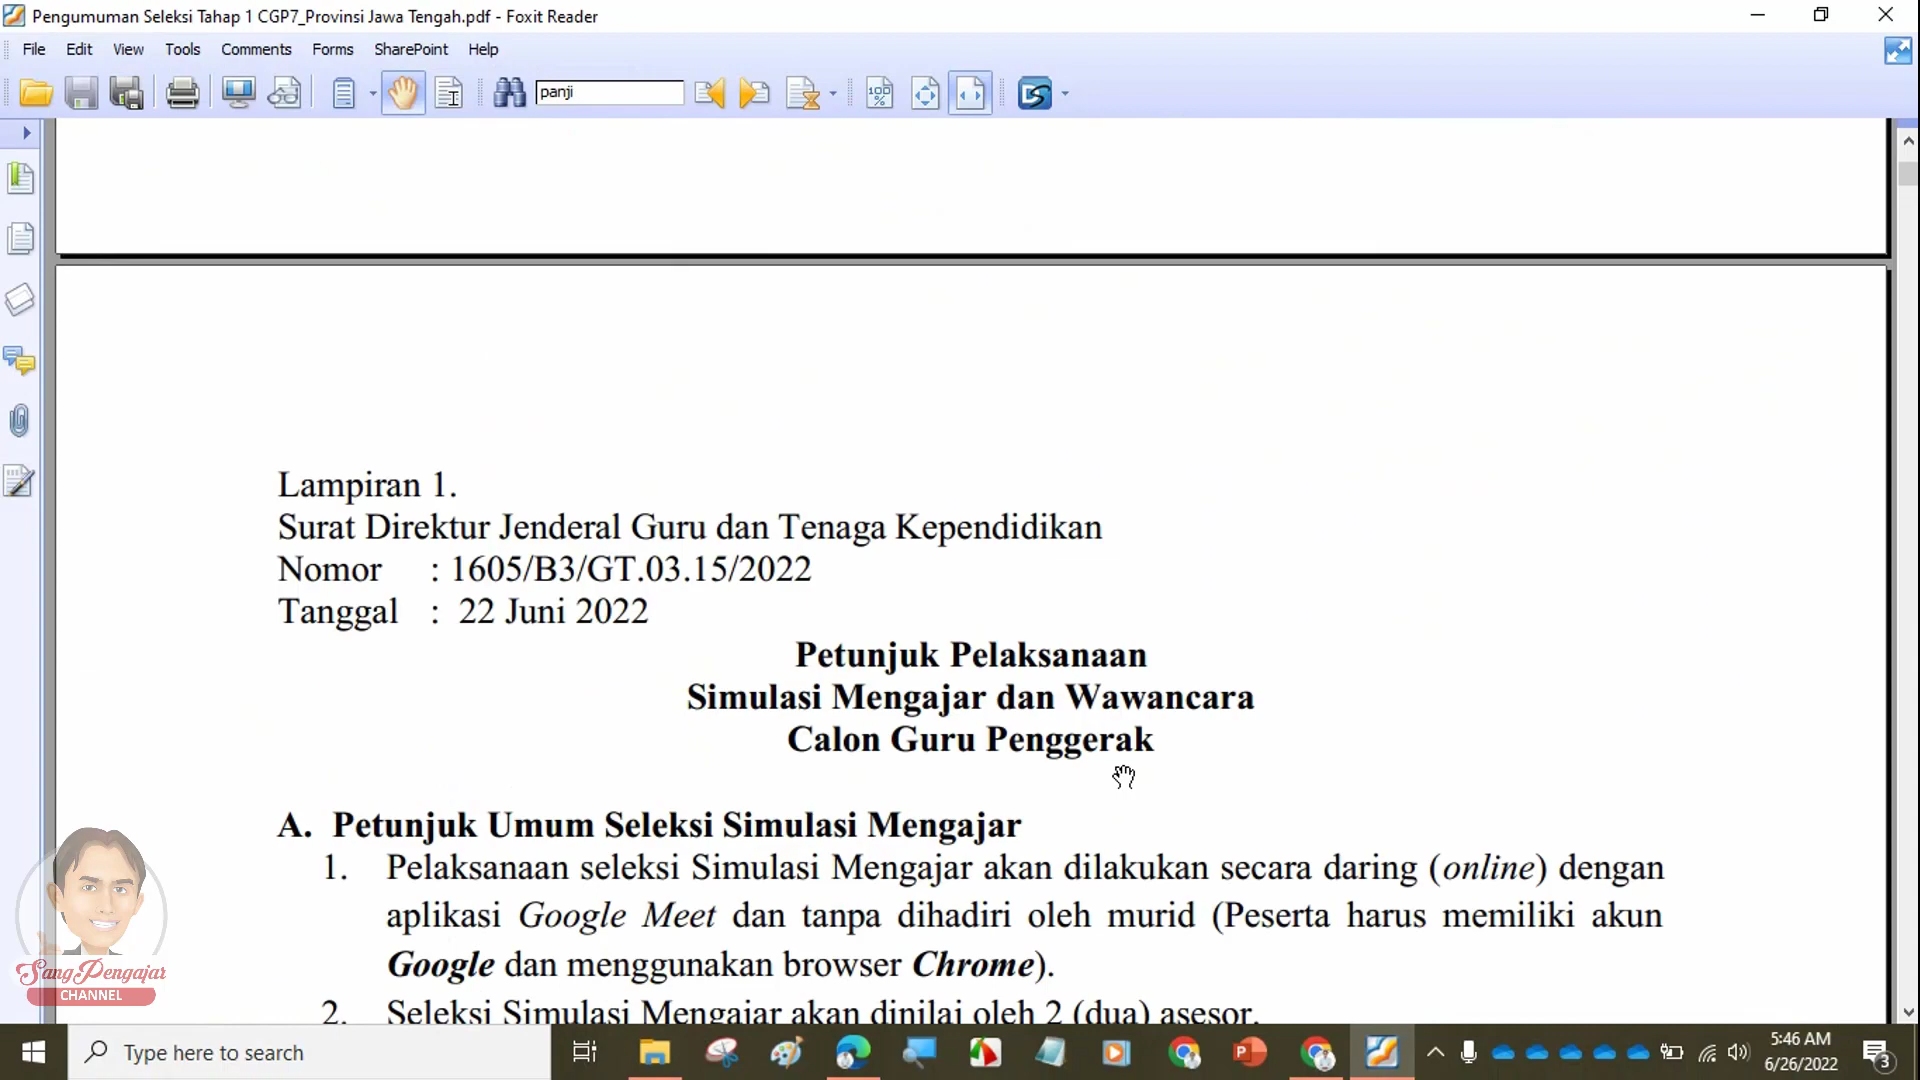 Pengumuman Seleksi Tahap 1 CGP7_Provinsi Jawa Tengah.pdf - Foxit Reader
File Edit View Tools Comments Forms SharePoint Help
panji
Lampiran 1.
Surat Direktur Jenderal Guru dan Tenaga Kependidikan
Nomor : 1605/B3/GT.03.15/2022
Tanggal : 22 Juni 2022
Petunjuk Pelaksanaan
Simulasi Mengajar dan Wawancara
Calon Guru Penggerak
A. Petunjuk Umum Seleksi Simulasi Mengajar
1. Pelaksanaan seleksi Simulasi Mengajar akan dilakukan secara daring (online) dengan
aplikasi Google Meet dan tanpa dihadiri oleh murid (Peserta harus memiliki akun
Google dan menggunakan browser Chrome).
2. Seleksi Simulasi Mengajar akan dinilai oleh 2 (dua) asesor.
SangPengajar
CHANNEL
Type here to search
5:46 AM
6/26/2022
3